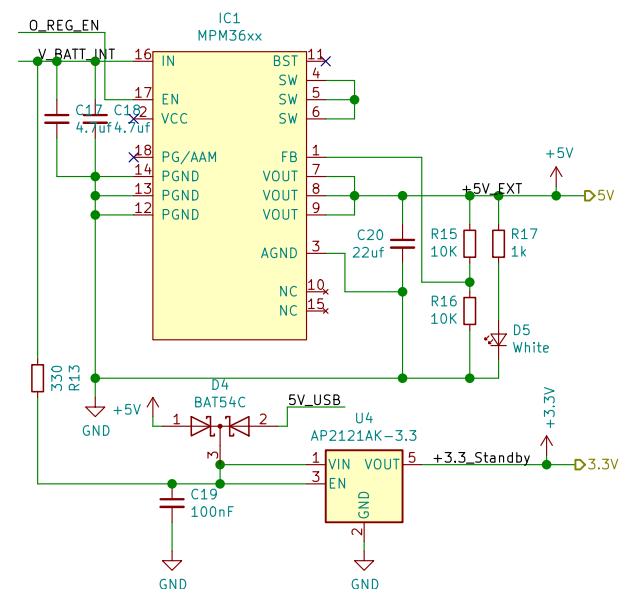 IC1
MPM36xx
O_REG_EN
V_BATT_INT
16 IN
BST 11
SW 4
17 EN
SW 5
2 VCC
SW 6
C17
4.7uf
C18
4.7uf
18 PG/AAM
FB 1
14 PGND
VOUT 7
13 PGND
VOUT 8
12 PGND
VOUT 9
+5V
+5V_EXT
5V
AGND 3
C20
22uf
R15
10K
R17
1k
NC 10
NC 15
R16
10K
D5
White
330
R13
GND
D4
BAT54C
+5V
1
2
3
5V_USB
U4
AP2121AK-3.3
1 VIN
VOUT 5
3 EN
GND
2
+3.3_Standby
+3.3V
3.3V
C19
100nF
GND
GND